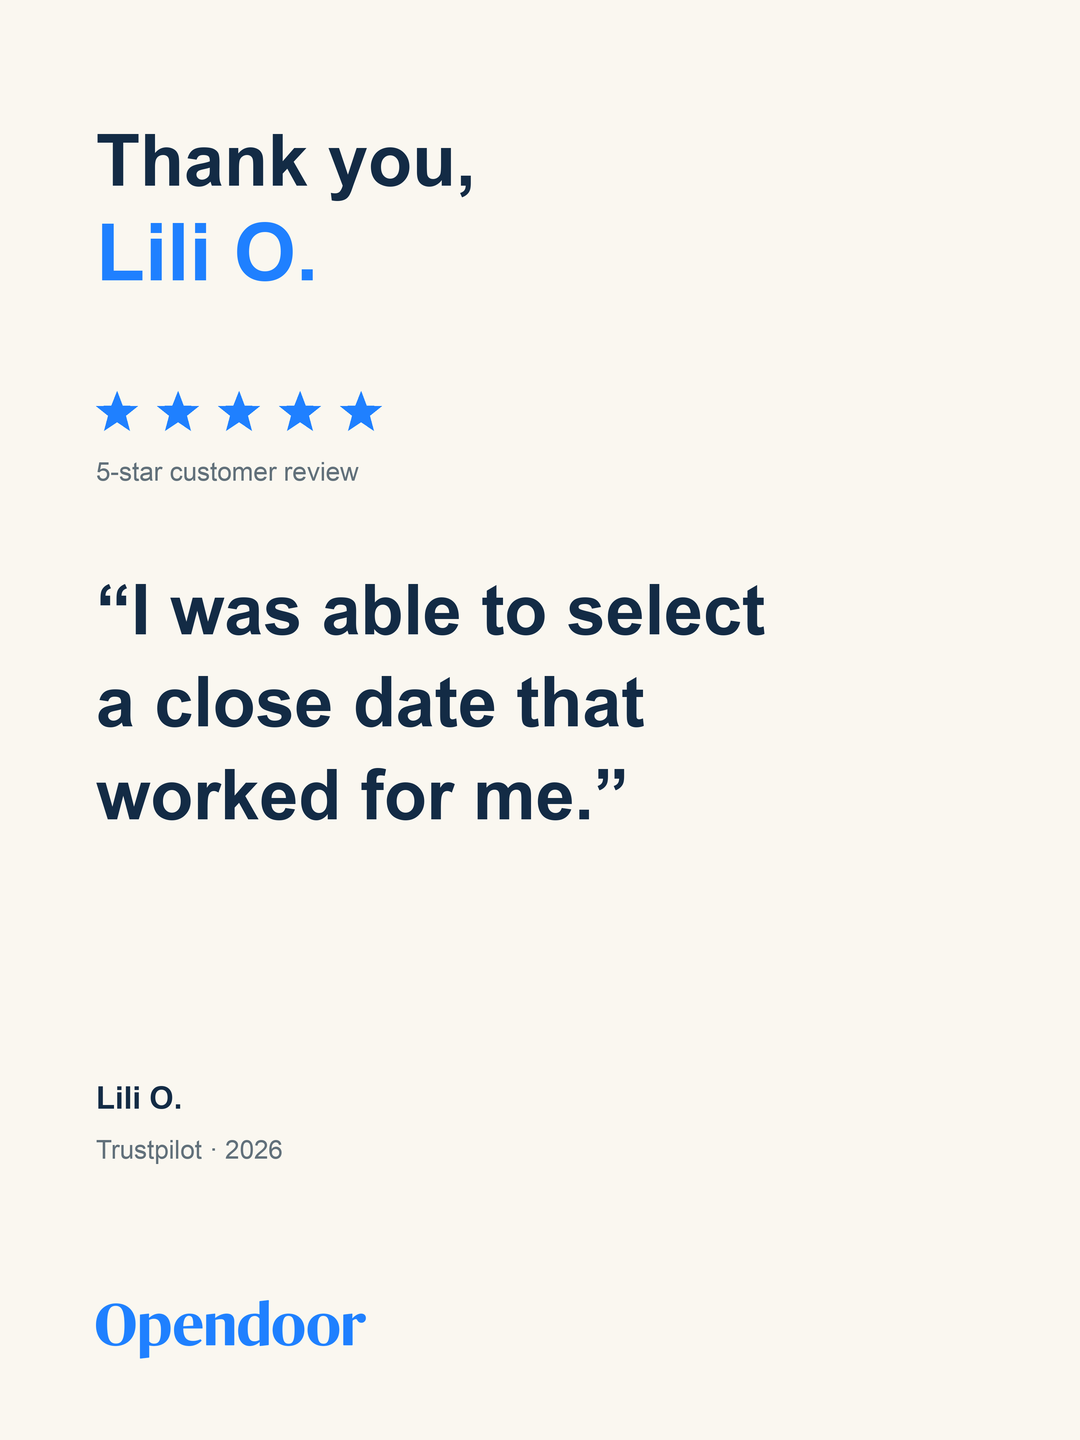 Thank you,
Lili O.
5-star customer review
“I was able to select
a close date that
worked for me.”
Lili O.
Trustpilot · 2026
Opendoor